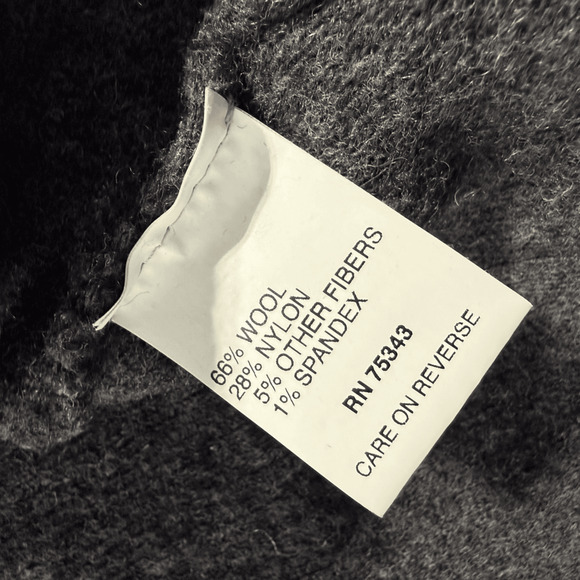 66% WOOL
28% NYLON
5% OTHER FIBERS
1% SPANDEX
RN 75343
CARE ON REVERSE